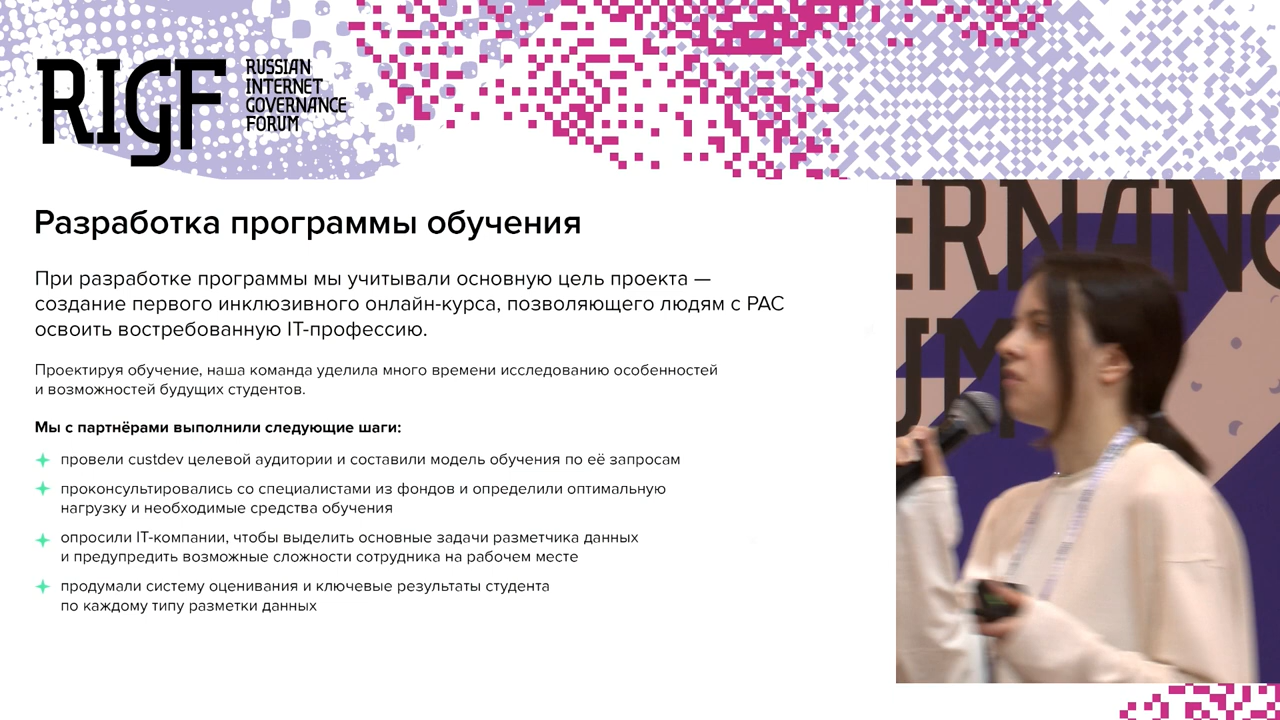 RIGF
RUSSIAN
INTERNET
GOVERNANCE
FORUM
Разработка программы обучения
При разработке программы мы учитывали основную цель проекта —
создание первого инклюзивного онлайн-курса, позволяющего людям с РАС
освоить востребованную IT-профессию.
Проектируя обучение, наша команда уделила много времени исследованию особенностей
и возможностей будущих студентов.
Мы с партнёрами выполнили следующие шаги:
провели custdev целевой аудитории и составили модель обучения по её запросам
проконсультировались со специалистами из фондов и определили оптимальную
нагрузку и необходимые средства обучения
опросили IT-компании, чтобы выделить основные задачи разметчика данных
и предупредить возможные сложности сотрудника на рабочем месте
продумали систему оценивания и ключевые результаты студента
по каждому типу разметки данных
ERNANC
UM